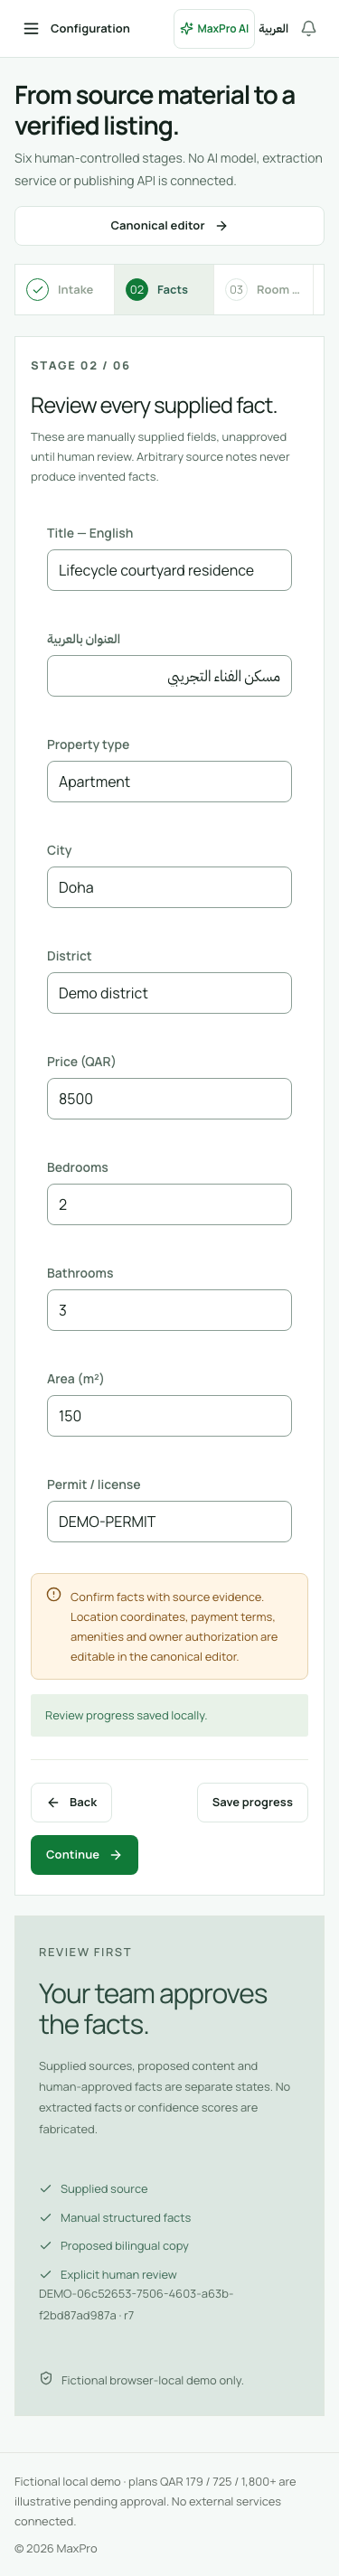 Configuration
MaxPro AI
العربية
From source material to a
verified listing.
Six human-controlled stages. No AI model, extraction
service or publishing API is connected.
Canonical editor
Intake
02 Facts
03 Room ...
STAGE 02 / 06
Review every supplied fact.
These are manually supplied fields, unapproved
until human review. Arbitrary source notes never
produce invented facts.
Title — English
Lifecycle courtyard residence
العنوان بالعربية
مسكن الفناء التجريبي
Property type
Apartment
City
Doha
District
Demo district
Price (QAR)
8500
Bedrooms
2
Bathrooms
3
Area (m²)
150
Permit / license
DEMO-PERMIT
Confirm facts with source evidence.
Location coordinates, payment terms,
amenities and owner authorization are
editable in the canonical editor.
Review progress saved locally.
Back
Save progress
Continue
REVIEW FIRST
Your team approves
the facts.
Supplied sources, proposed content and
human-approved facts are separate states. No
extracted facts or confidence scores are
fabricated.
Supplied source
Manual structured facts
Proposed bilingual copy
Explicit human review
DEMO-06c52653-7506-4603-a63b-
f2bd87ad987a · r7
Fictional browser-local demo only.
Fictional local demo · plans QAR 179 / 725 / 1,800+ are
illustrative pending approval. No external services
connected.
© 2026 MaxPro